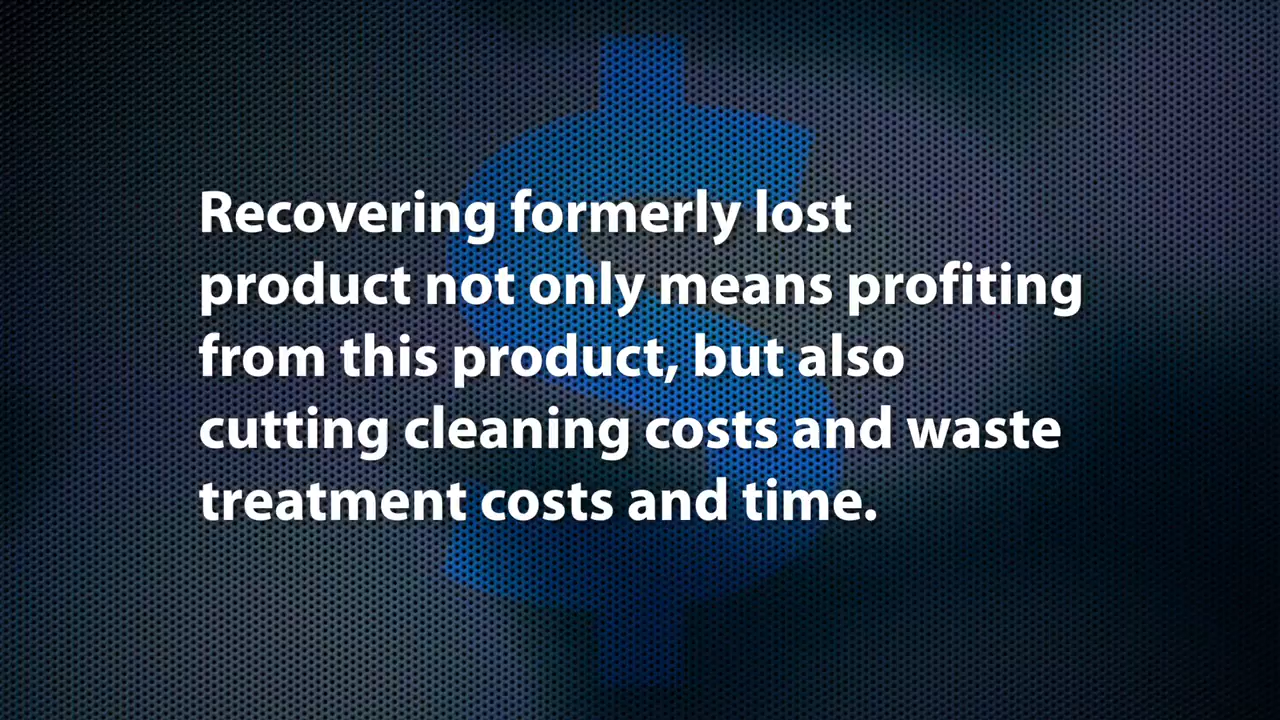 Recovering formerly lost
product not only means profiting
from this product, but also
cutting cleaning costs and waste
treatment costs and time.